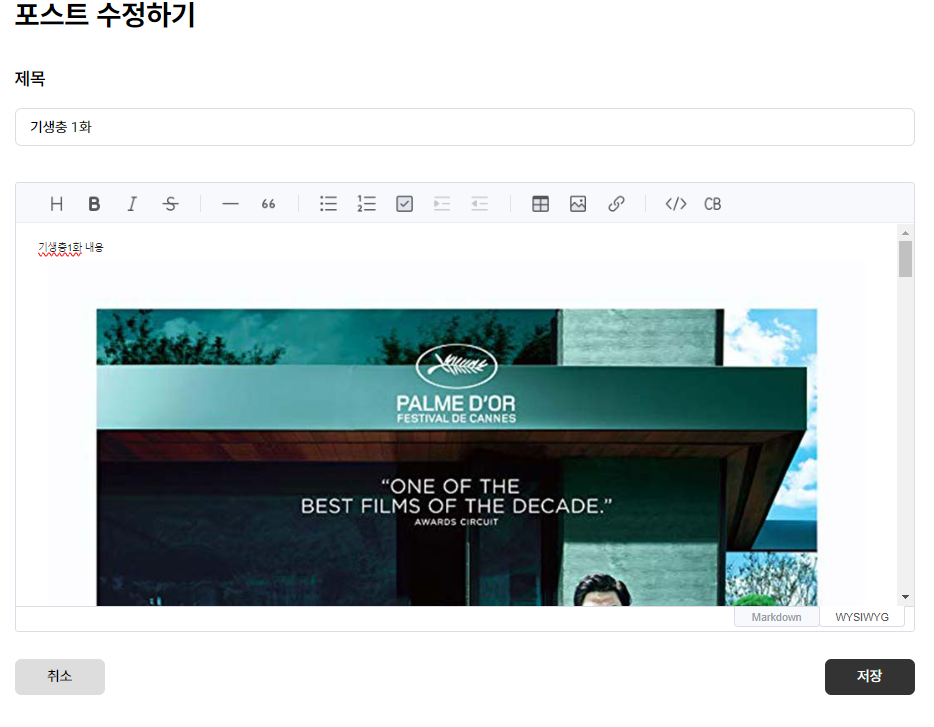 포스트 수정하기
제목
기생충 1화
H B I S 66 CB
기생충1화 내용
PALME D'OR
FESTIVAL DE CANNES
"ONE OF THE
BEST FILMS OF THE DECADE."
AWARDS CIRCUIT
Markdown WYSIWYG
취소 저장